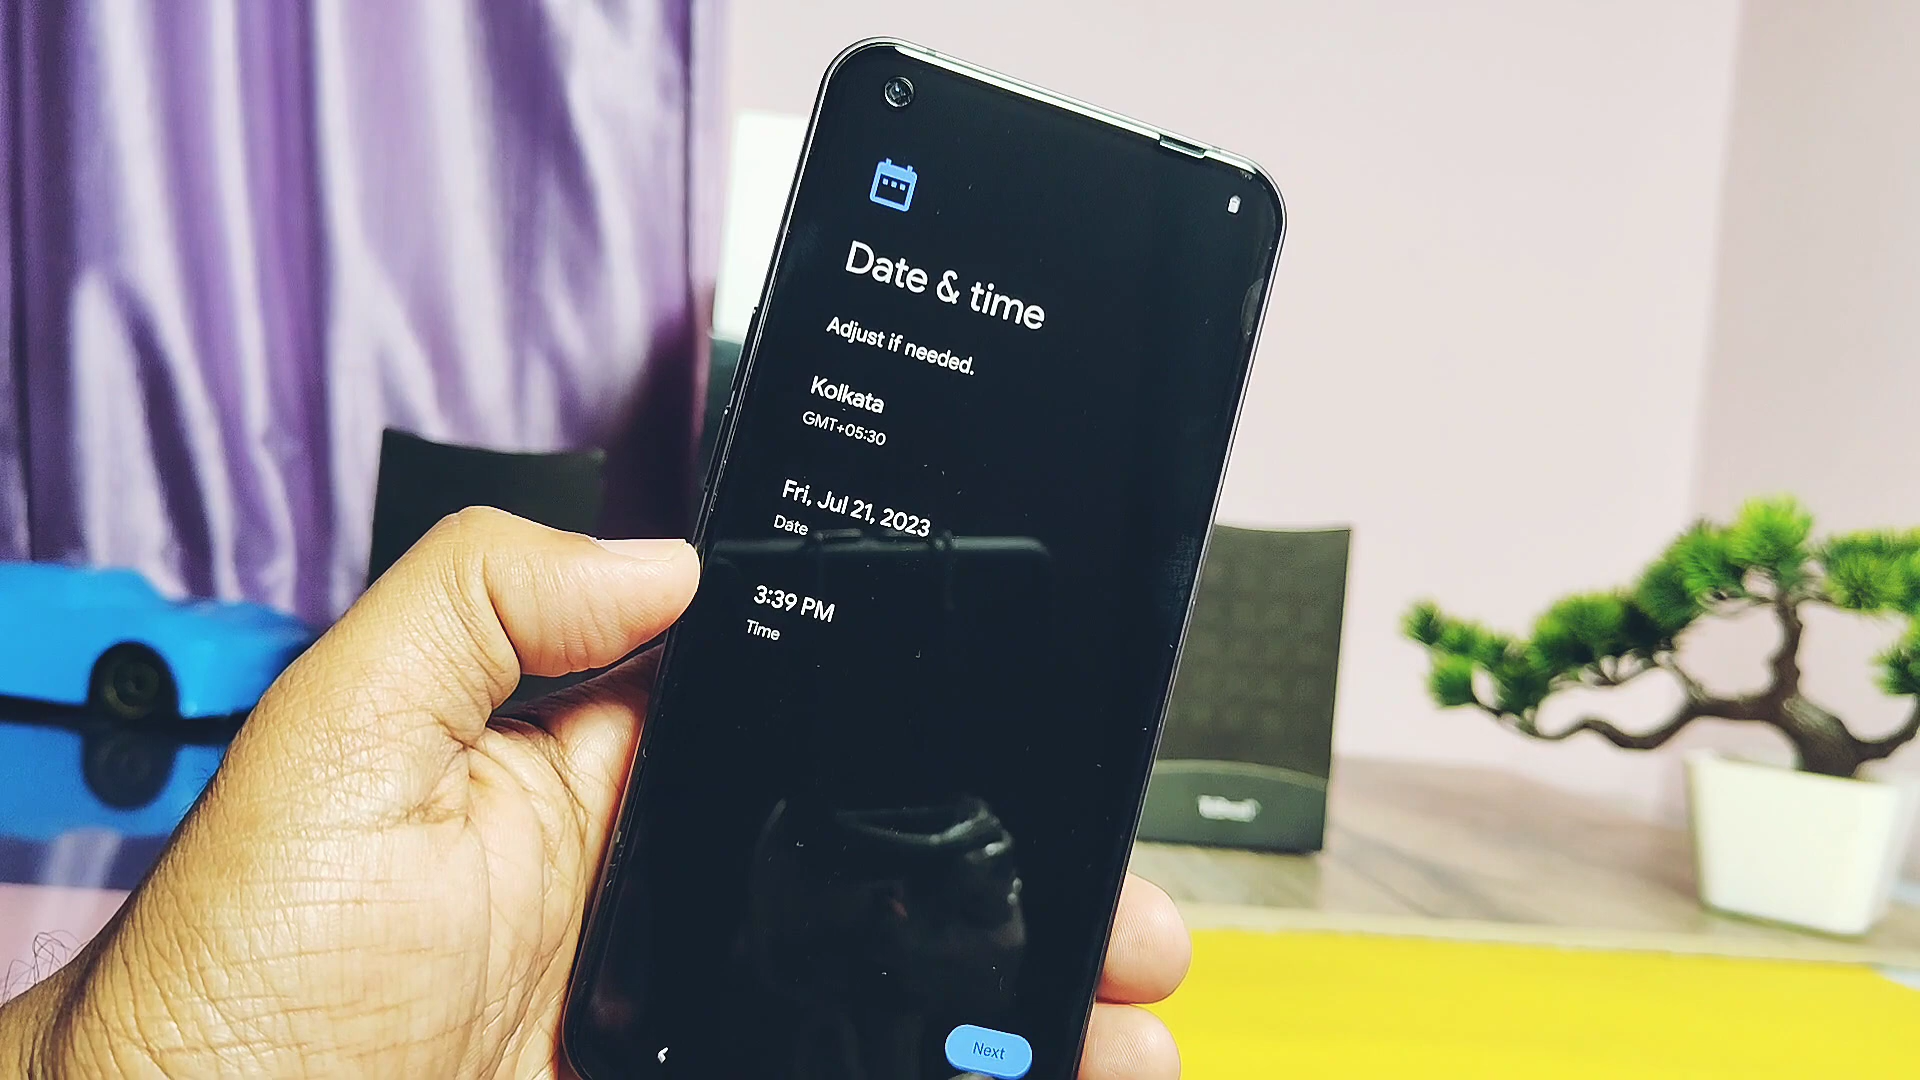 Date & time
Adjust if needed.
Kolkata
GMT+05:30
Fri, Jul 21, 2023
Date
3:39 PM
Time
Next